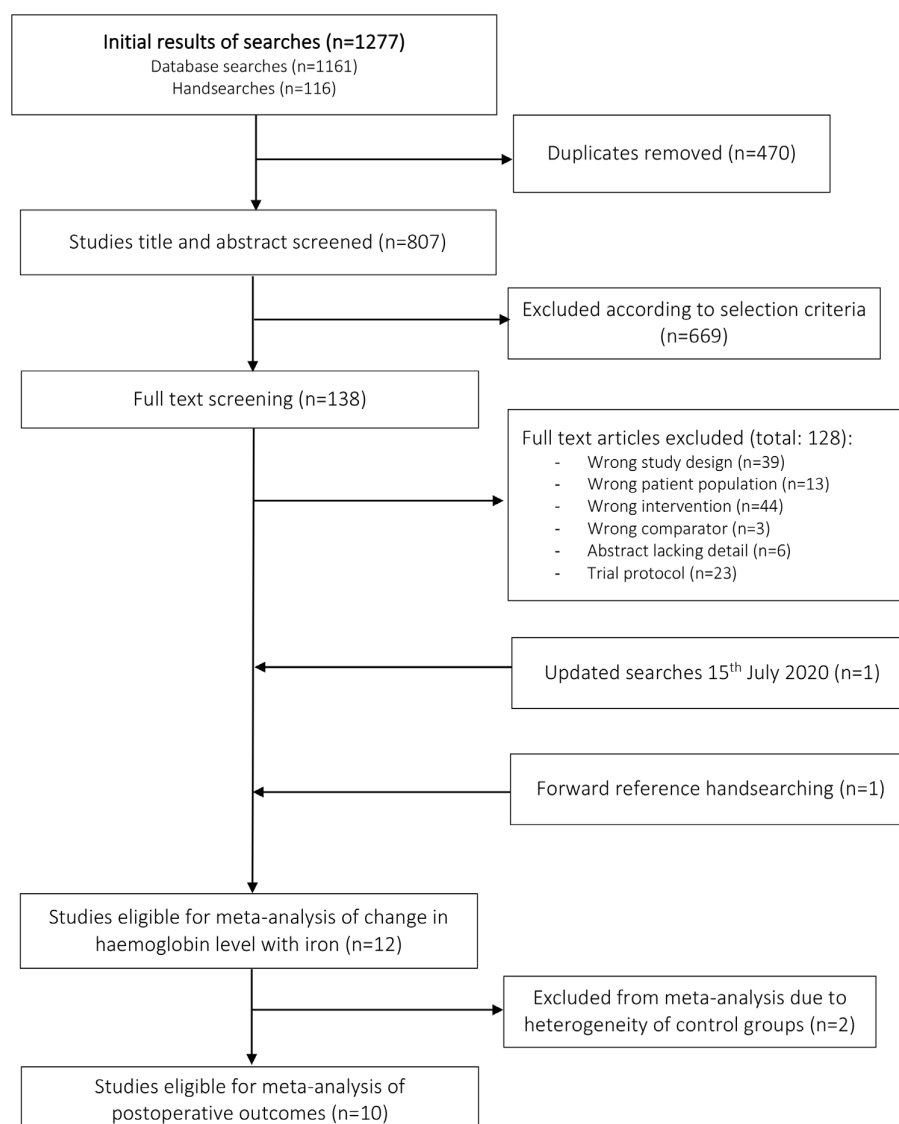 Initial results of searches (n=1277)
Database searches (n=1161)
Handsearches (n=116)
Duplicates removed (n=470)
Studies title and abstract screened (n=807)
Excluded according to selection criteria
(n=669)
Full text screening (n=138)
Full text articles excluded (total: 128):
- Wrong study design (n=39)
- Wrong patient population (n=13)
- Wrong intervention (n=44)
- Wrong comparator (n=3)
- Abstract lacking detail (n=6)
- Trial protocol (n=23)
Updated searches 15th July 2020 (n=1)
Forward reference handsearching (n=1)
Studies eligible for meta-analysis of change in
haemoglobin level with iron (n=12)
Excluded from meta-analysis due to
heterogeneity of control groups (n=2)
Studies eligible for meta-analysis of
postoperative outcomes (n=10)